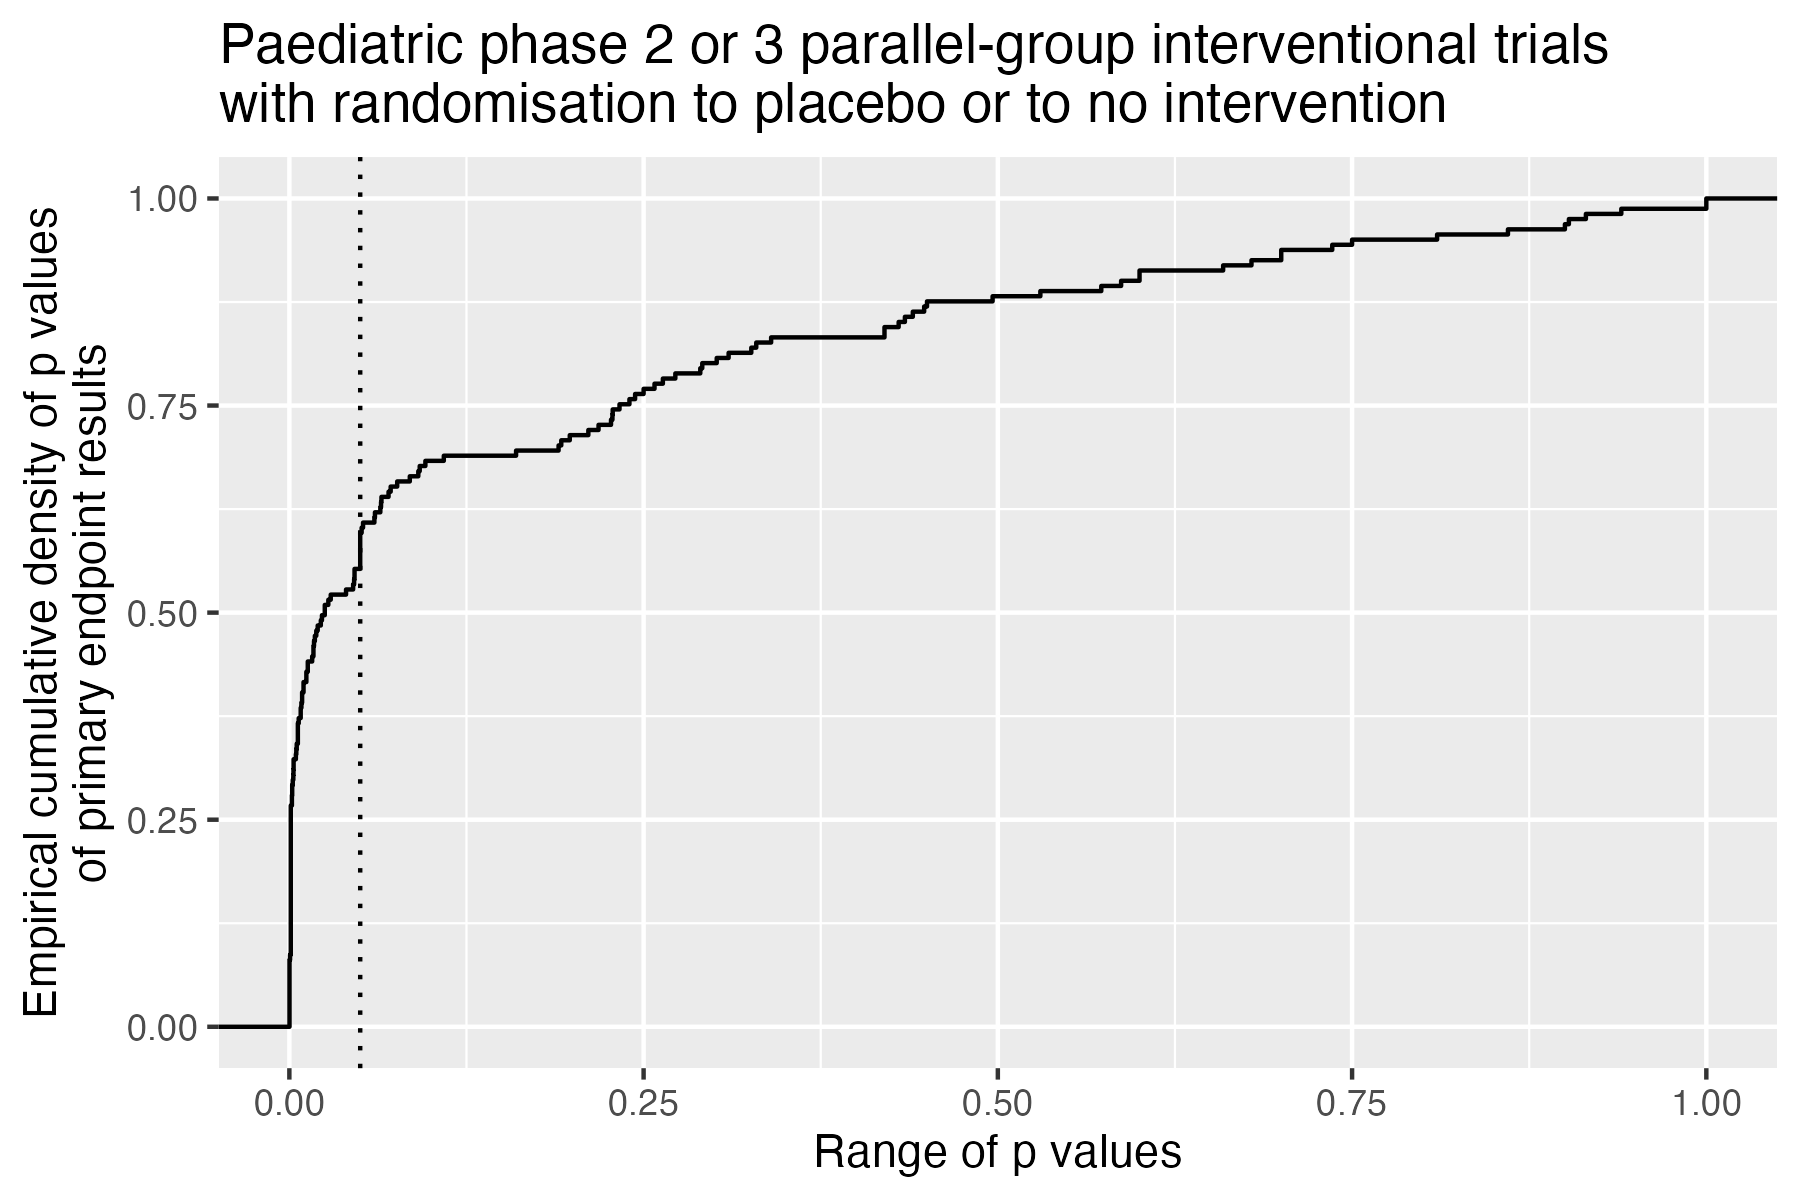 Paediatric phase 2 or 3 parallel-group interventional trials
with randomisation to placebo or to no intervention
Empirical cumulative density of p values
of primary endpoint results
1.00
0.75
0.50
0.25
0.00
0.00
0.25
0.50
0.75
1.00
Range of p values